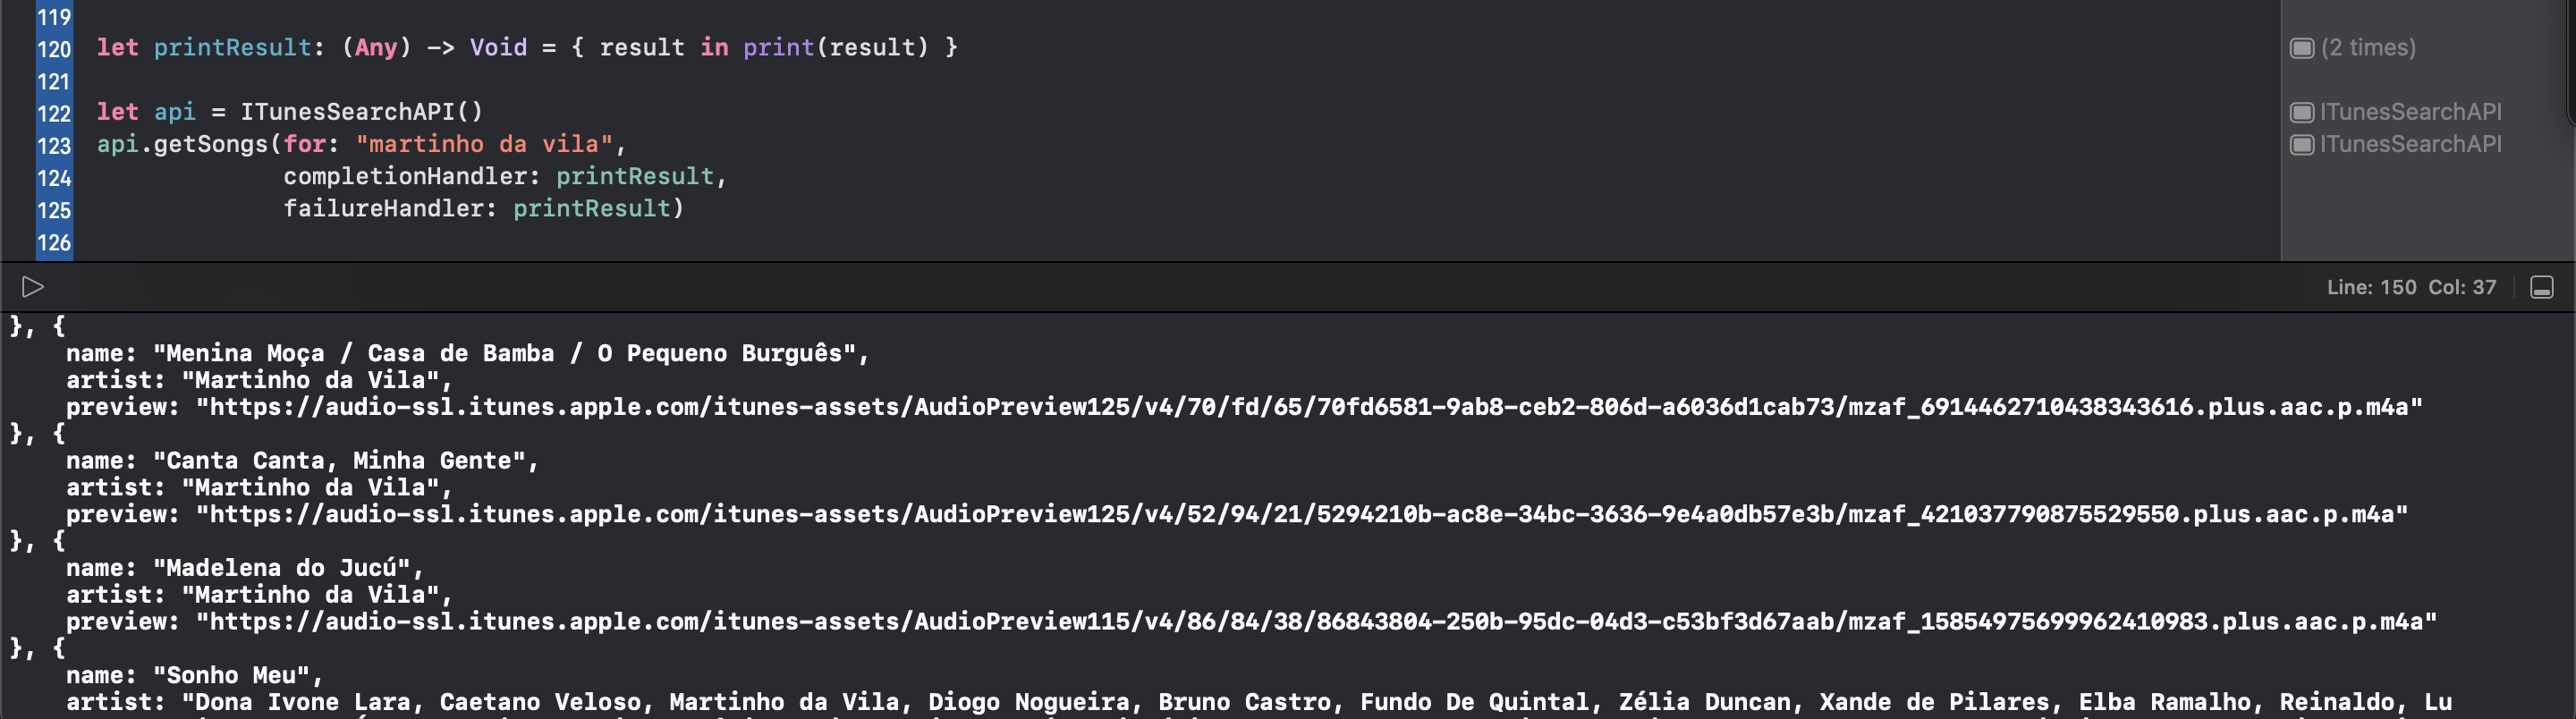 119
120 let printResult: (Any) -> Void = { result in print(result) }
(2 times)
121
122 let api = ITunesSearchAPI()
ITunesSearchAPI
123 api.getSongs(for: "martinho da vila",
ITunesSearchAPI
124 completionHandler: printResult,
125 failureHandler: printResult)
126
Line: 150 Col: 37
}, {
name: "Menina Moça / Casa de Bamba / O Pequeno Burguês",
artist: "Martinho da Vila",
preview: "https://audio-ssl.itunes.apple.com/itunes-assets/AudioPreview125/v4/70/fd/65/70fd6581-9ab8-ceb2-806d-a6036d1cab73/mzaf_6914462710438343616.plus.aac.p.m4a"
}, {
name: "Canta Canta, Minha Gente",
artist: "Martinho da Vila",
preview: "https://audio-ssl.itunes.apple.com/itunes-assets/AudioPreview125/v4/52/94/21/5294210b-ac8e-34bc-3636-9e4a0db57e3b/mzaf_421037790875529550.plus.aac.p.m4a"
}, {
name: "Madelena do Jucú",
artist: "Martinho da Vila",
preview: "https://audio-ssl.itunes.apple.com/itunes-assets/AudioPreview115/v4/86/84/38/86843804-250b-95dc-04d3-c53bf3d67aab/mzaf_15854975699962410983.plus.aac.p.m4a"
}, {
name: "Sonho Meu",
artist: "Dona Ivone Lara, Caetano Veloso, Martinho da Vila, Diogo Nogueira, Bruno Castro, Fundo De Quintal, Zélia Duncan, Xande de Pilares, Elba Ramalho, Reinaldo, Lu